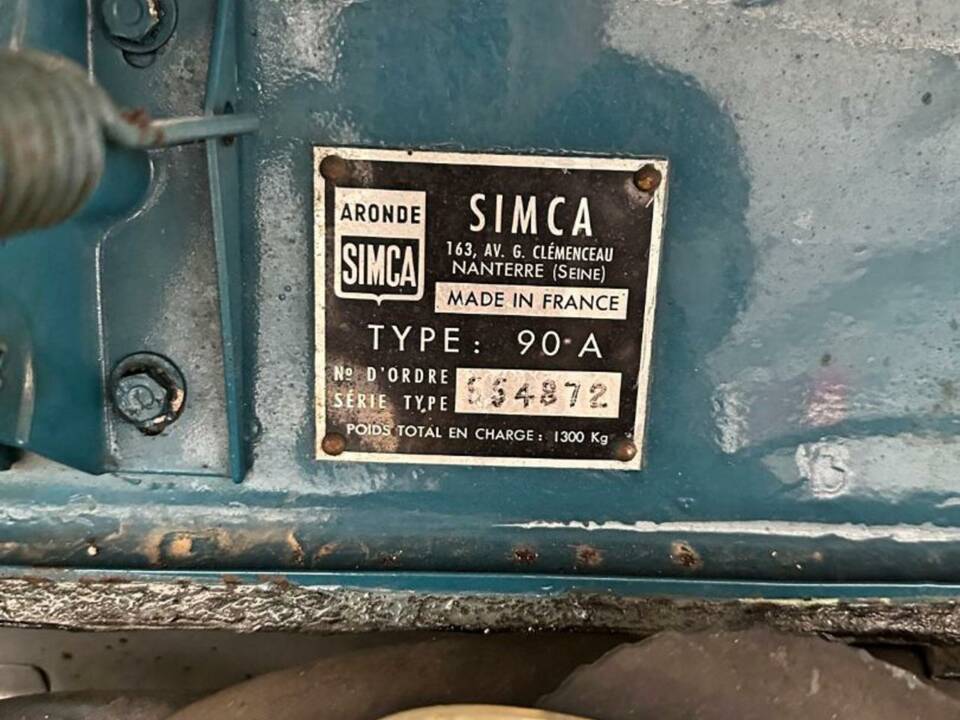 ARONDE
SIMCA
SIMCA
163, AV. G. CLÉMENCEAU
NANTERRE (SEINE)
MADE IN FRANCE
TYPE: 90-A
Nº D'ORDRE
SÉRIE TYPE
554872
POIDS TOTAL EN CHARGE: 1300 Kg